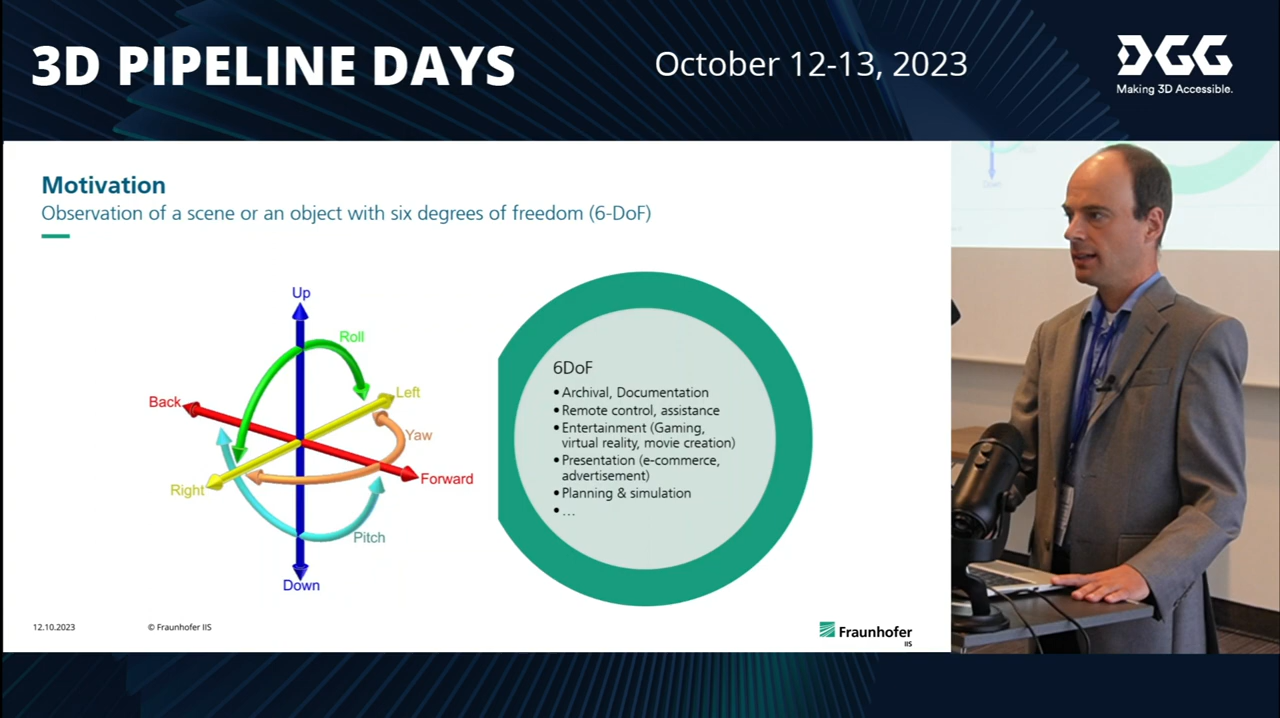 3D PIPELINE DAYS
October 12-13, 2023
DGG
Making 3D Accessible.
Motivation
Observation of a scene or an object with six degrees of freedom (6-DoF)
Up
Roll
Left
Back
Yaw
Forward
Right
Pitch
Down
6DoF
• Archival, Documentation
• Remote control, assistance
• Entertainment (Gaming,
virtual reality, movie creation)
• Presentation (e-commerce,
advertisement)
• Planning & simulation
• ...
12.10.2023
© Fraunhofer IIS
Fraunhofer
IIS